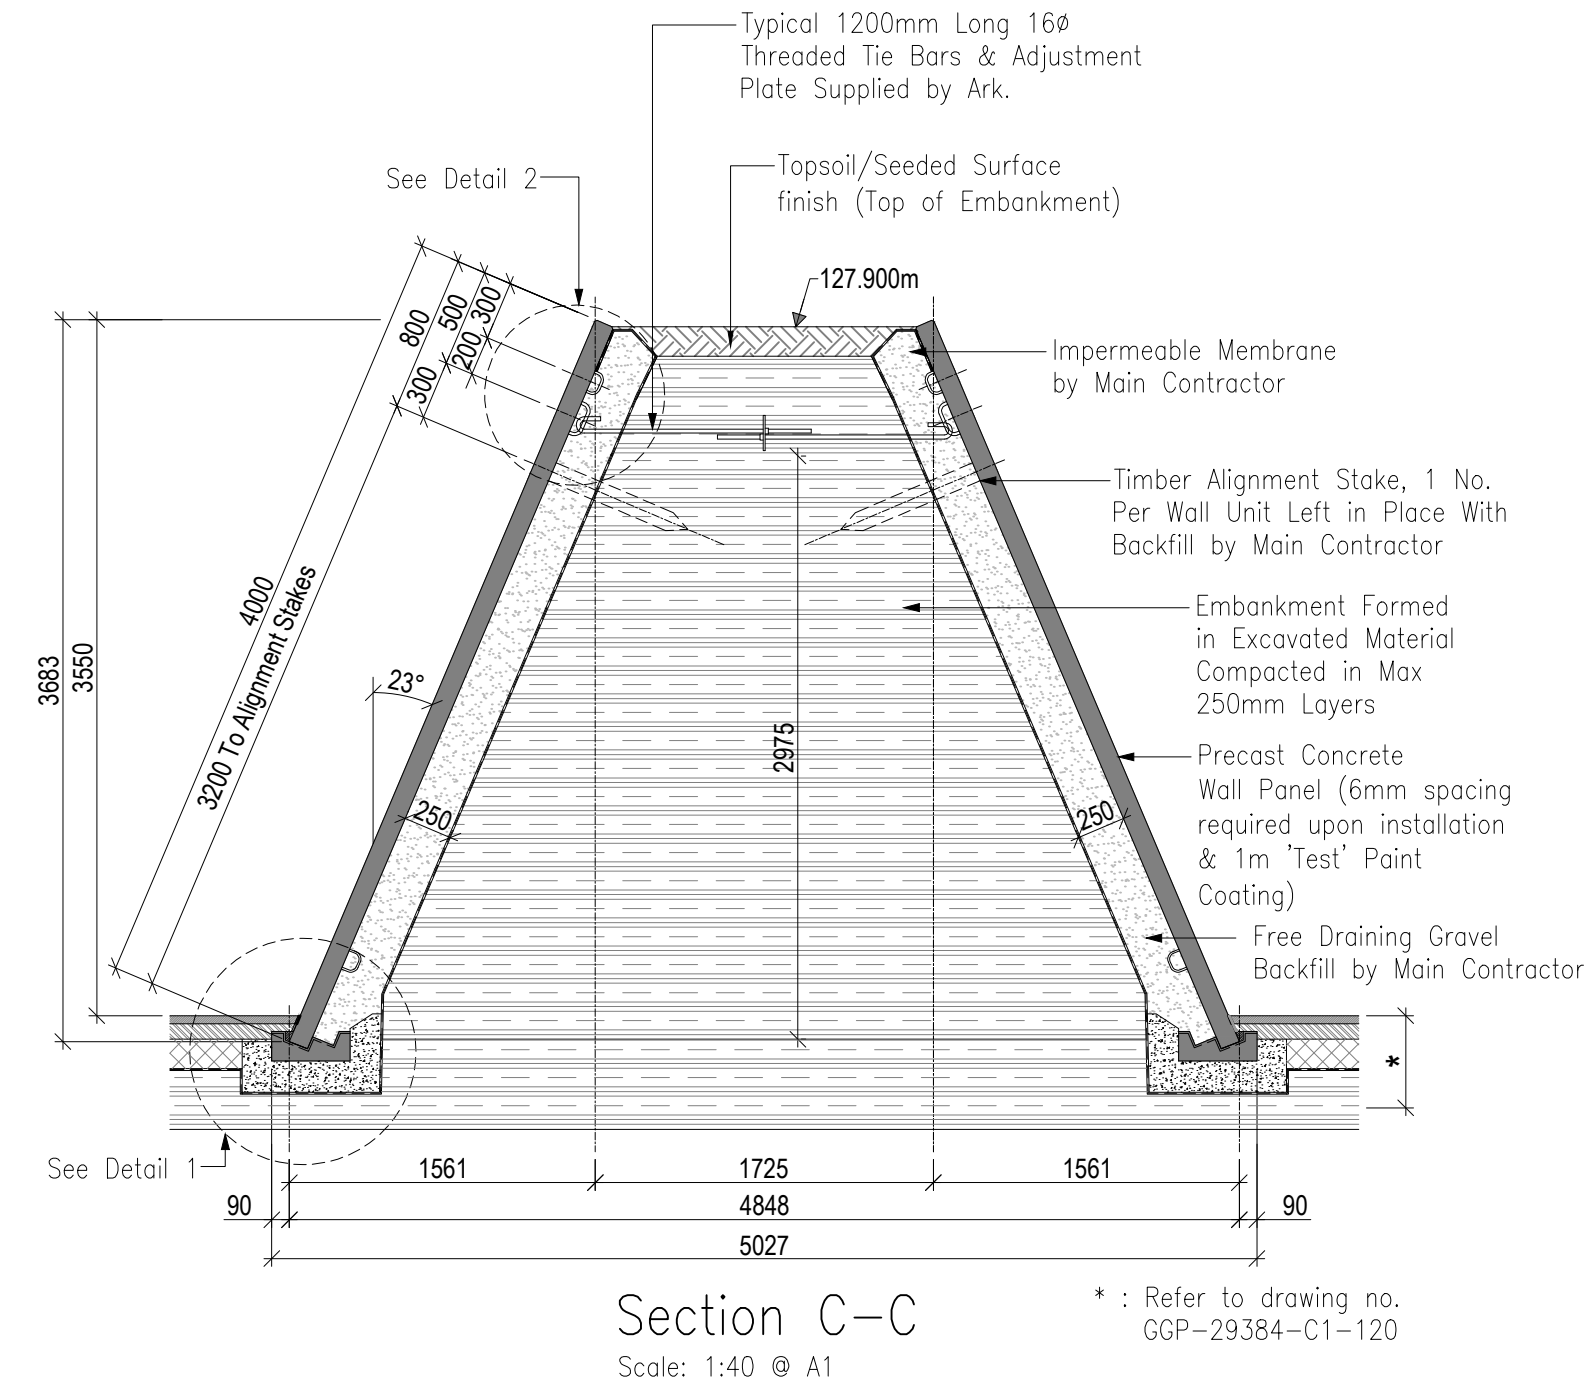 Typical 1200mm Long 16ø
Threaded Tie Bars & Adjustment
Plate Supplied by Ark.
See Detail 2
Topsoil/Seeded Surface
finish (Top of Embankment)
127.900m
800
500
300
200
300
Impermeable Membrane
by Main Contractor
Timber Alignment Stake, 1 No.
Per Wall Unit Left in Place With
Backfill by Main Contractor
4000
3200 To Alignment Stakes
3683
3550
23°
Embankment Formed
in Excavated Material
Compacted in Max
250mm Layers
2975
Precast Concrete
Wall Panel (6mm spacing
required upon installation
& 1m 'Test' Paint
Coating)
250
250
Free Draining Gravel
Backfill by Main Contractor
*
See Detail 1
1561
1725
1561
90
4848
90
5027
Section C-C
Scale: 1:40 @ A1
* : Refer to drawing no.
GGP-29384-C1-120